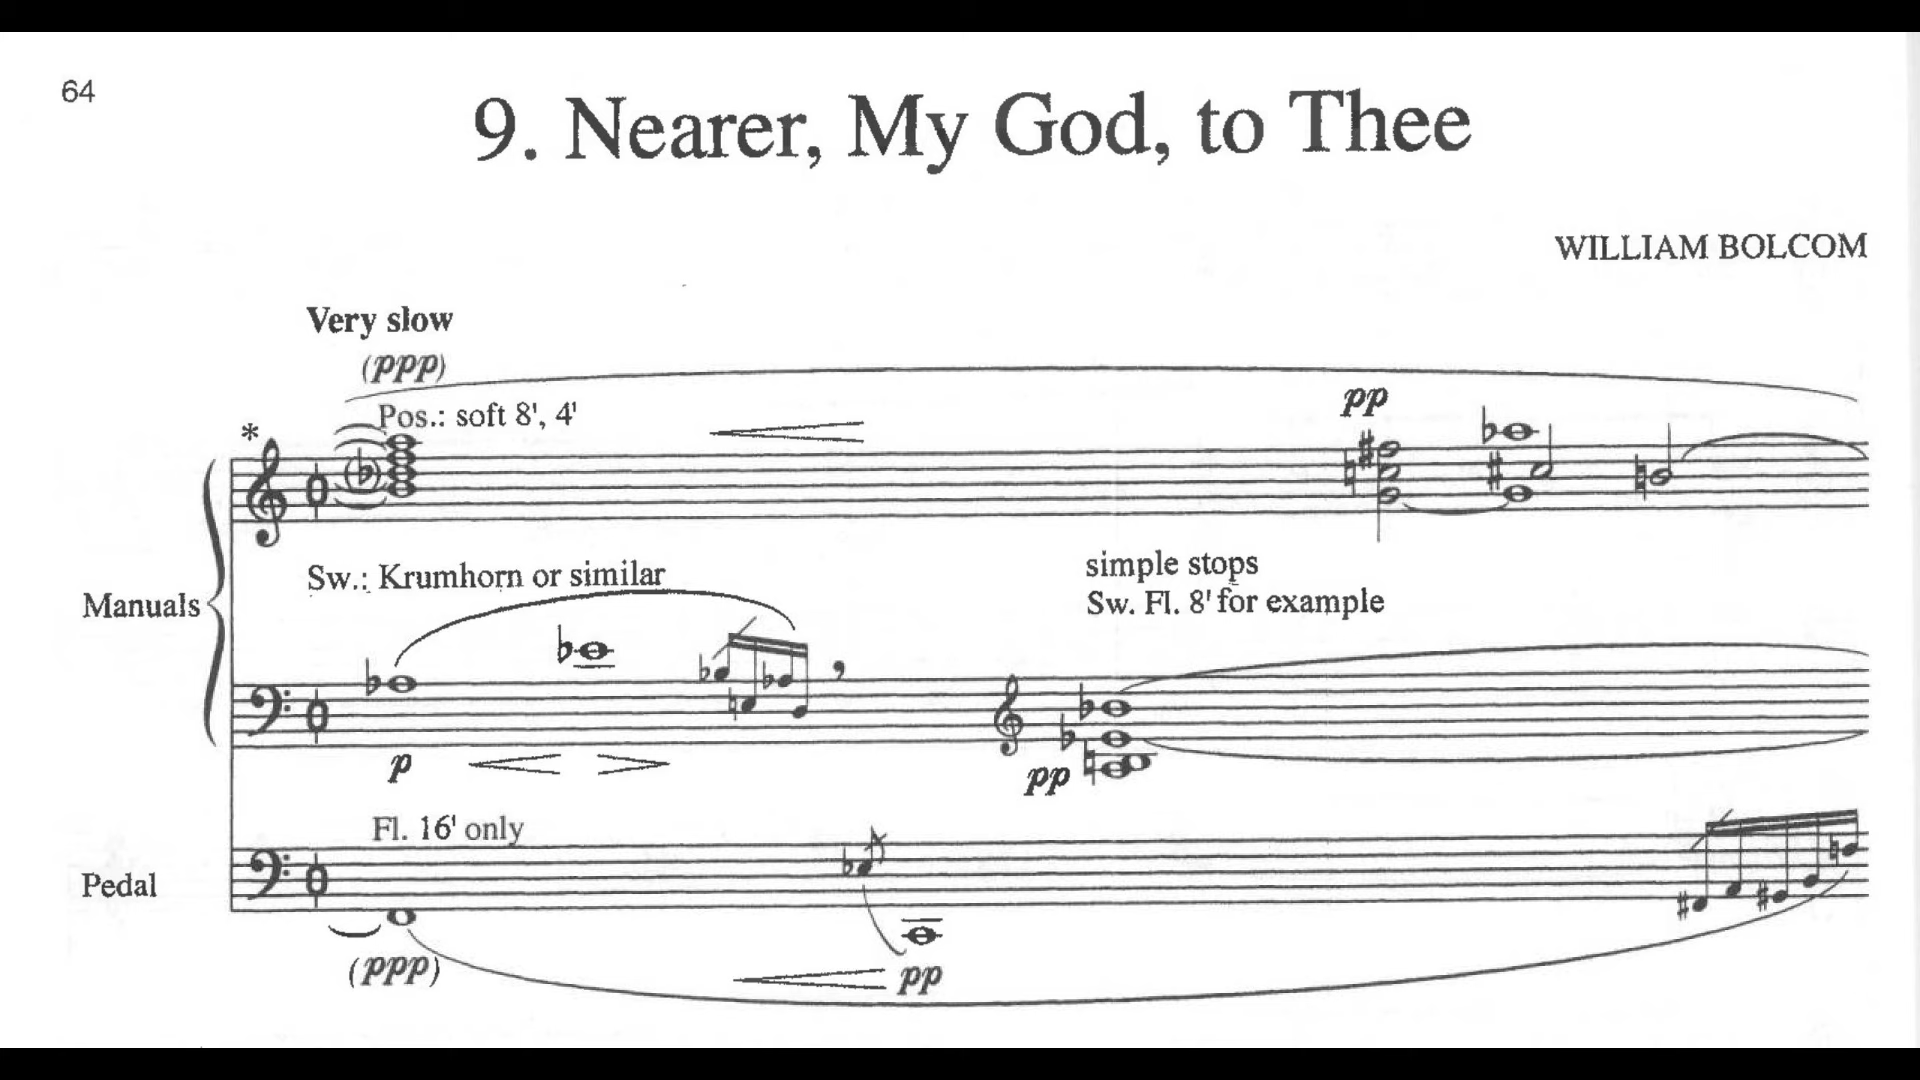 64
9. Nearer, My God, to Thee
WILLIAM BOLCOM
Very slow
(ppp)
Pos.: soft 8', 4'
pp
*
Sw.: Krumhorn or similar
simple stops
Sw. Fl. 8' for example
Manuals
p
pp
Fl. 16' only
Pedal
(ppp)
pp